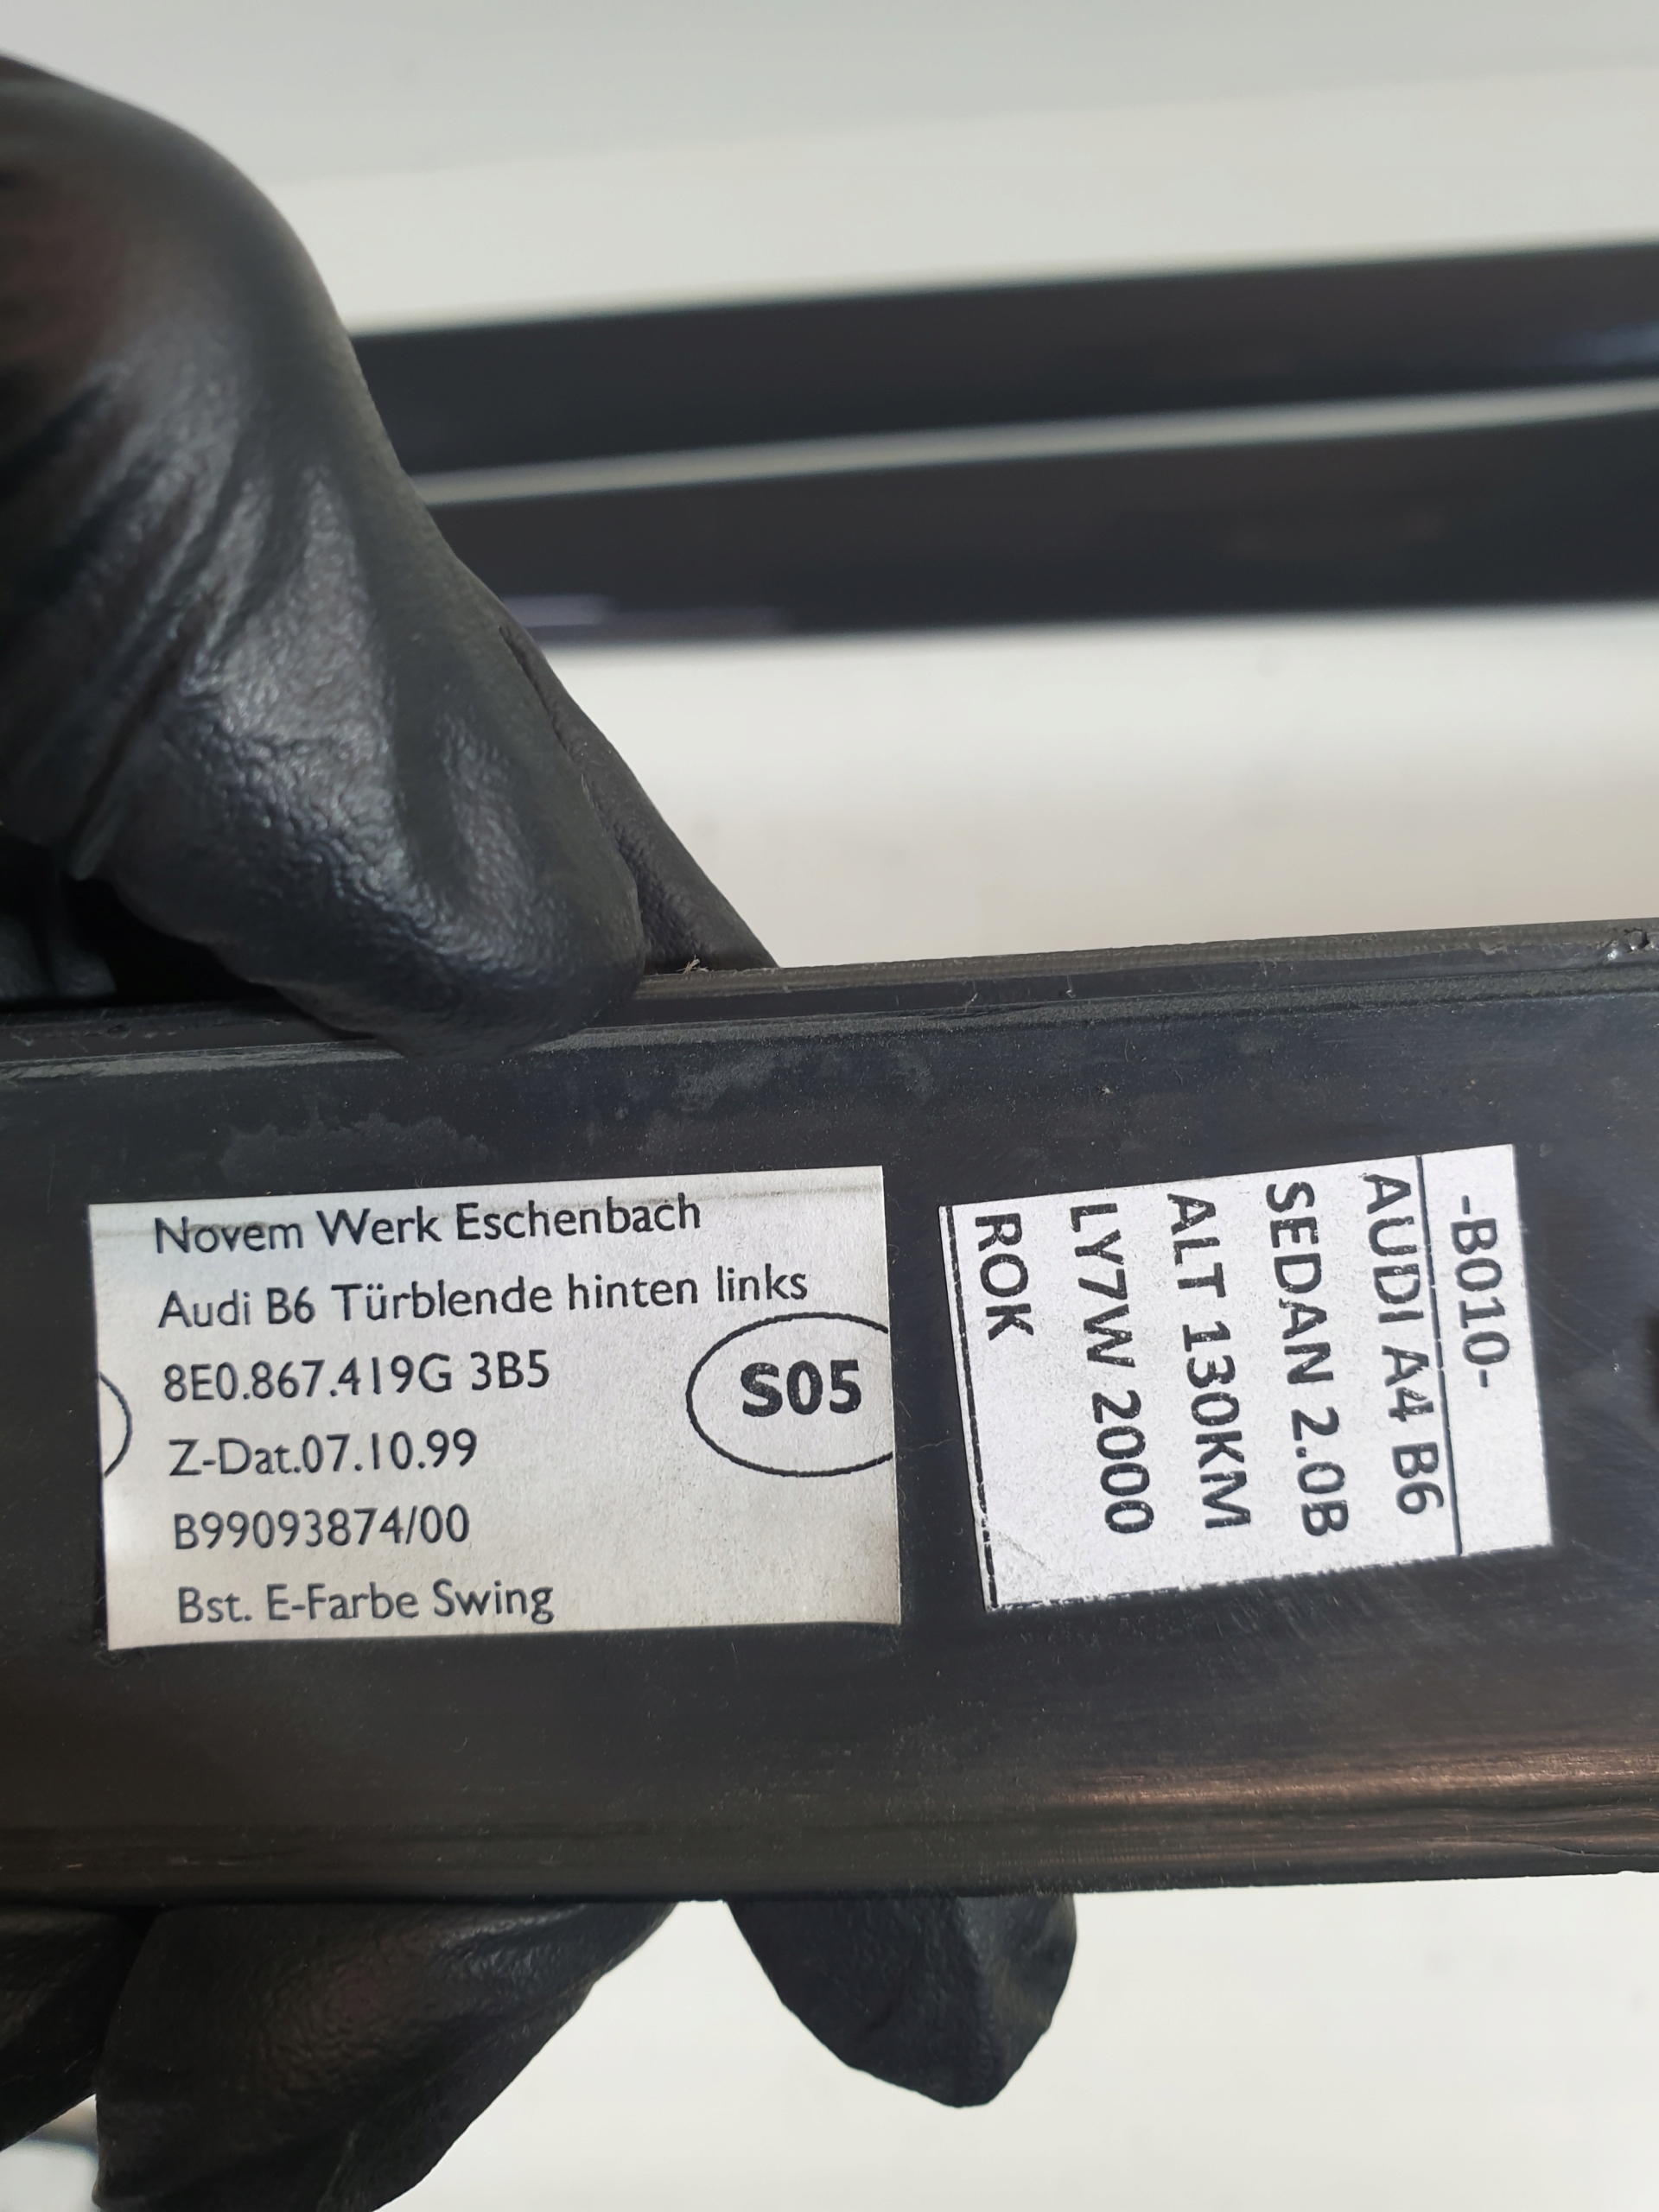 Novem Werk Eschenbach
Audi B6 Türblende hinten links
8E0.867.419G 3B5
S05
Z-Dat.07.10.99
B99093874/00
Bst. E-Farbe Swing
-B010-
AUDI A4 B6
SEDAN 2.0B
ALT 130KM
LY7W 2000
ROK